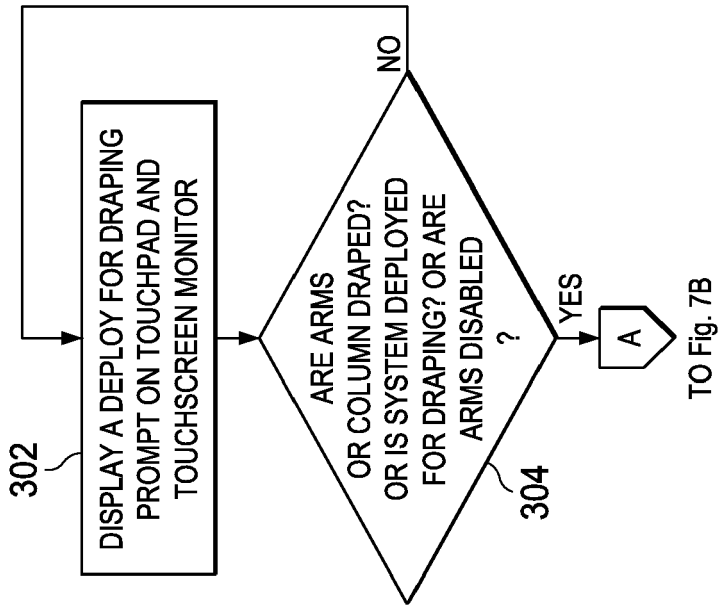 302
DISPLAY A DEPLOY FOR DRAPING
PROMPT ON TOUCHPAD AND
TOUCHSCREEN MONITOR
304
ARE ARMS
OR COLUMN DRAPED?
OR IS SYSTEM DEPLOYED
FOR DRAPING? OR ARE
ARMS DISABLED
?
NO
YES
A
TO Fig. 7B